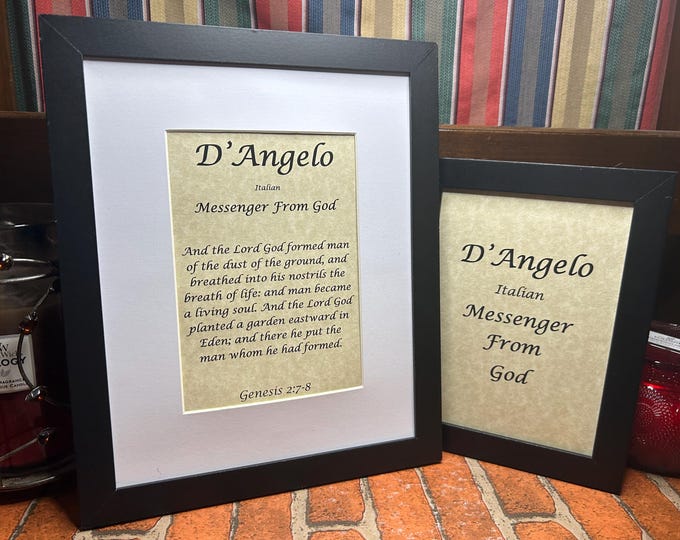 D'Angelo
Italian
Messenger From God
And the Lord God formed man
of the dust of the ground, and
breathed into his nostrils the
breath of life: and man became
a living soul. And the Lord God
planted a garden eastward in
Eden; and there he put the
man whom he had formed.
Genesis 2:7-8
D'Angelo
Italian
Messenger
From
God